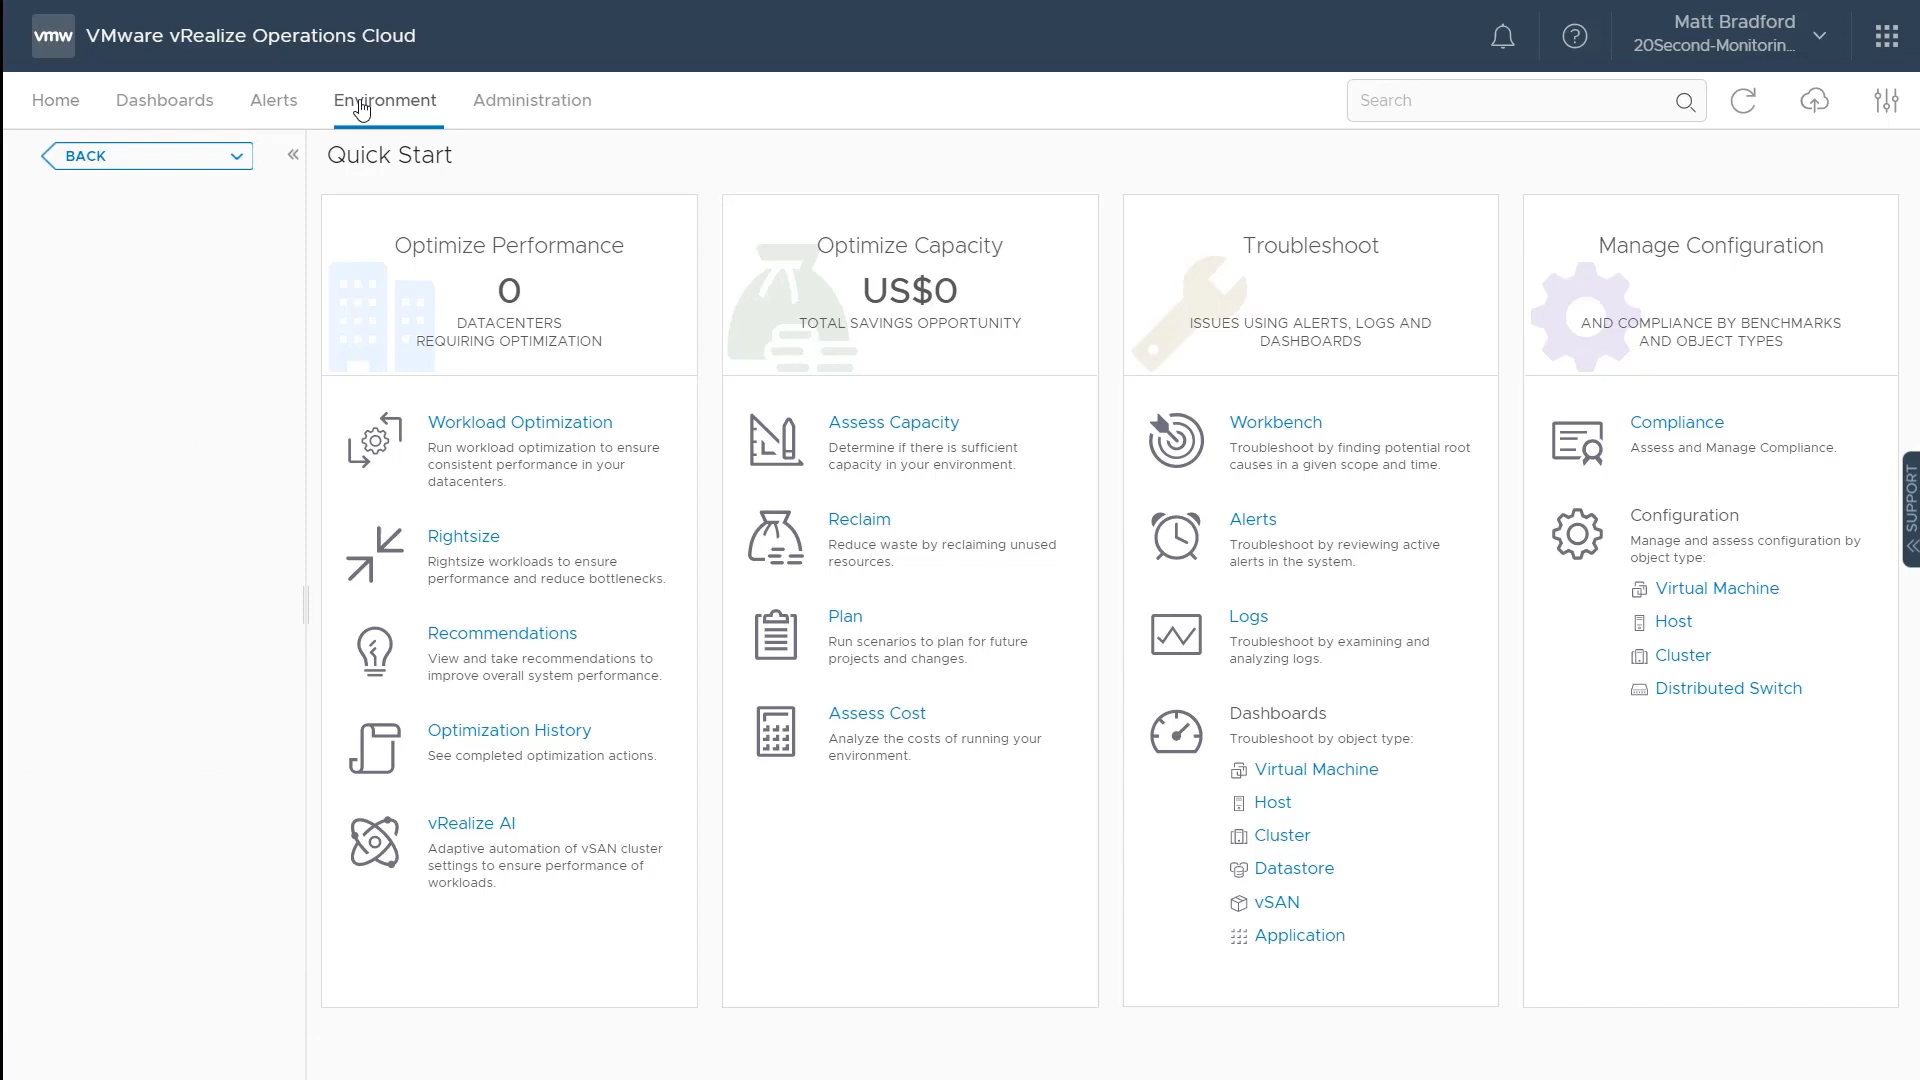 vmw VMware vRealize Operations Cloud
Matt Bradford
20Second-Monitorin...
Home Dashboards Alerts Environment Administration
Search
BACK
Quick Start
Optimize Performance
0
DATACENTERS
REQUIRING OPTIMIZATION
Workload Optimization
Run workload optimization to ensure
consistent performance in your
datacenters.
Rightsize
Rightsize workloads to ensure
performance and reduce bottlenecks.
Recommendations
View and take recommendations to
improve overall system performance.
Optimization History
See completed optimization actions.
vRealize AI
Adaptive automation of vSAN cluster
settings to ensure performance of
workloads.
Optimize Capacity
US$0
TOTAL SAVINGS OPPORTUNITY
Assess Capacity
Determine if there is sufficient
capacity in your environment.
Reclaim
Reduce waste by reclaiming unused
resources.
Plan
Run scenarios to plan for future
projects and changes.
Assess Cost
Analyze the costs of running your
environment.
Troubleshoot
ISSUES USING ALERTS, LOGS AND
DASHBOARDS
Workbench
Troubleshoot by finding potential root
causes in a given scope and time.
Alerts
Troubleshoot by reviewing active
alerts in the system.
Logs
Troubleshoot by examining and
analyzing logs.
Dashboards
Troubleshoot by object type:
Virtual Machine
Host
Cluster
Datastore
vSAN
Application
Manage Configuration
AND COMPLIANCE BY BENCHMARKS
AND OBJECT TYPES
Compliance
Assess and Manage Compliance.
Configuration
Manage and assess configuration by
object type:
Virtual Machine
Host
Cluster
Distributed Switch
SUPPORT